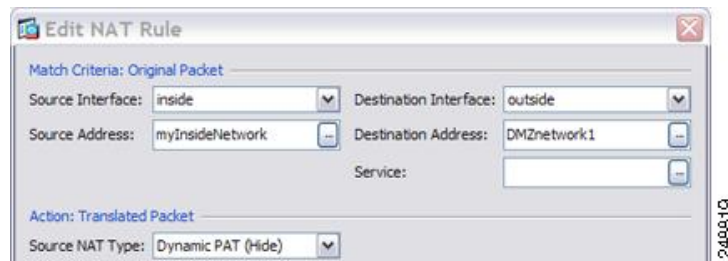 Edit NAT Rule
Match Criteria: Original Packet
Source Interface: inside Destination Interface: outside
Source Address: myInsideNetwork ... Destination Address: DMZnetwork1 ...
Service: ...
Action: Translated Packet
Source NAT Type: Dynamic PAT (Hide)
248819